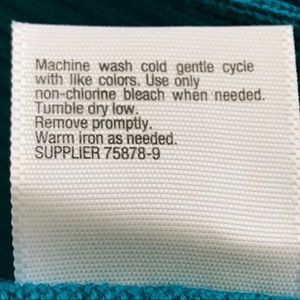 Machine wash cold gentle cycle
with like colors. Use only
non-chlorine bleach when needed.
Tumble dry low.
Remove promptly.
Warm iron as needed.
SUPPLIER 75878-9